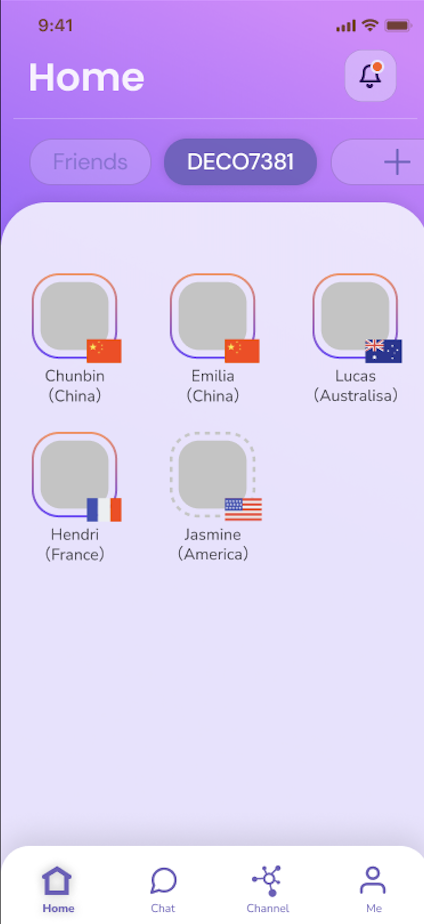 9:41
Home
Friends
DECO7381
Chunbin
(China)
Emilia
(China)
Lucas
(Australisa)
Hendri
(France)
Jasmine
(America)
Home
Chat
Channel
Me